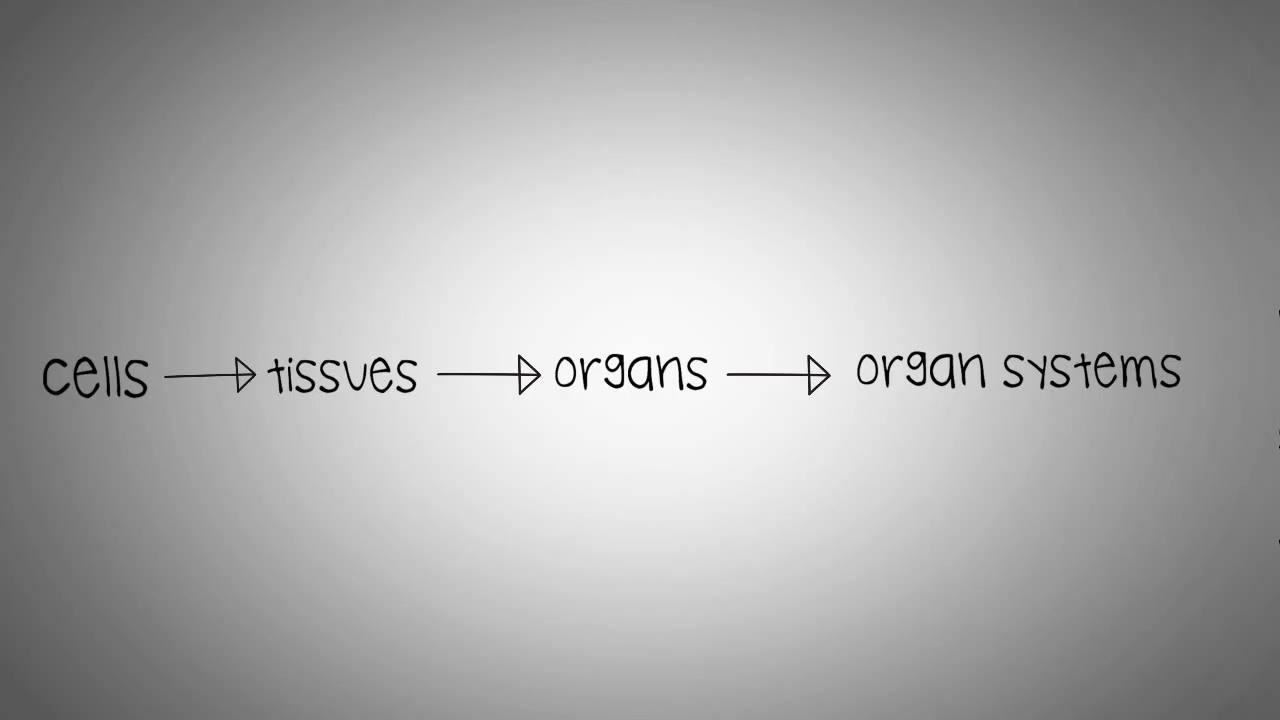 cells → tissues → organs → organ systems